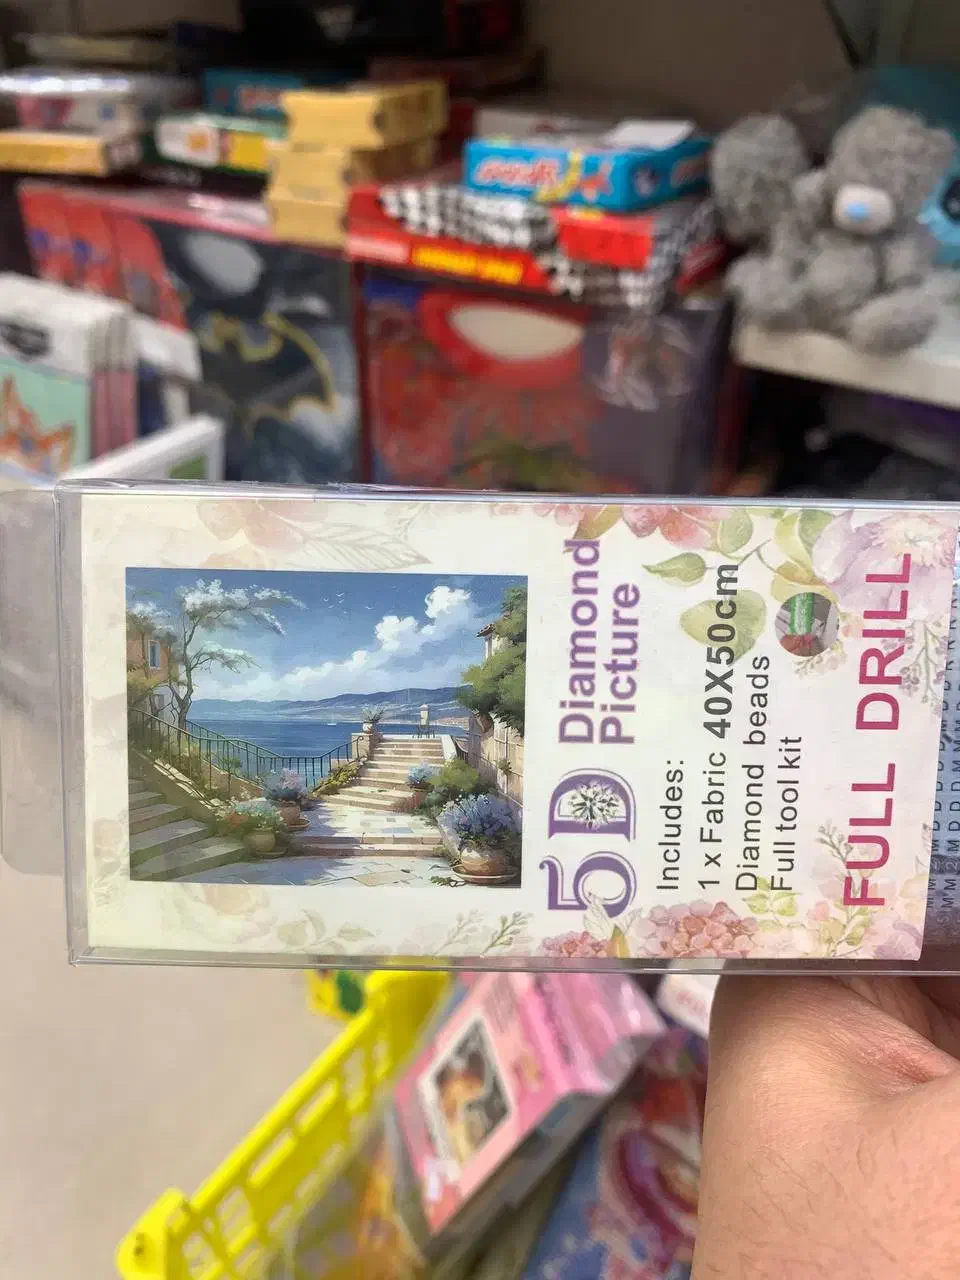 5D Diamond
Picture
Includes:
1 x Fabric 40X50cm
Diamond beads
Full tool kit
FULL DRILL